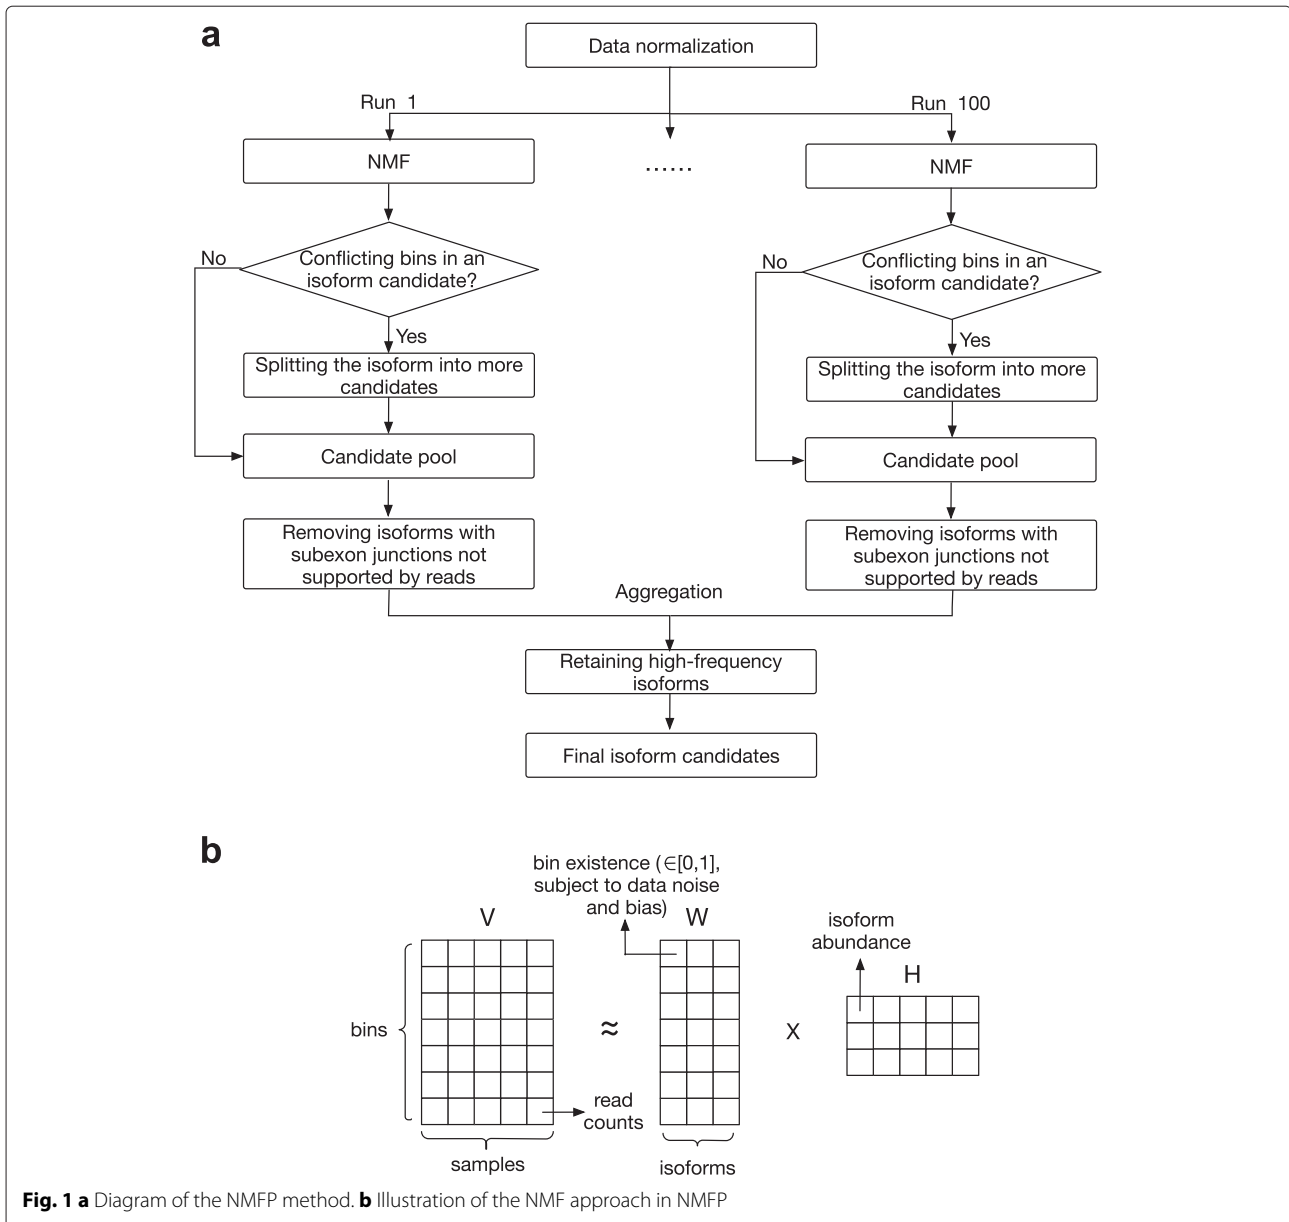 a
Data normalization
Run 1
Run 100
NMF
......
NMF
No
Conflicting bins in an
isoform candidate?
Yes
Splitting the isoform into more
candidates
Candidate pool
Removing isoforms with
subexon junctions not
supported by reads
No
Conflicting bins in an
isoform candidate?
Yes
Splitting the isoform into more
candidates
Candidate pool
Removing isoforms with
subexon junctions not
supported by reads
Aggregation
Retaining high-frequency
isoforms
Final isoform candidates
b
bin existence (∈[0,1],
subject to data noise
and bias)
V
W
isoform
abundance
H
bins
≈
X
read
counts
samples
isoforms
Fig. 1 a Diagram of the NMFP method. b Illustration of the NMF approach in NMFP